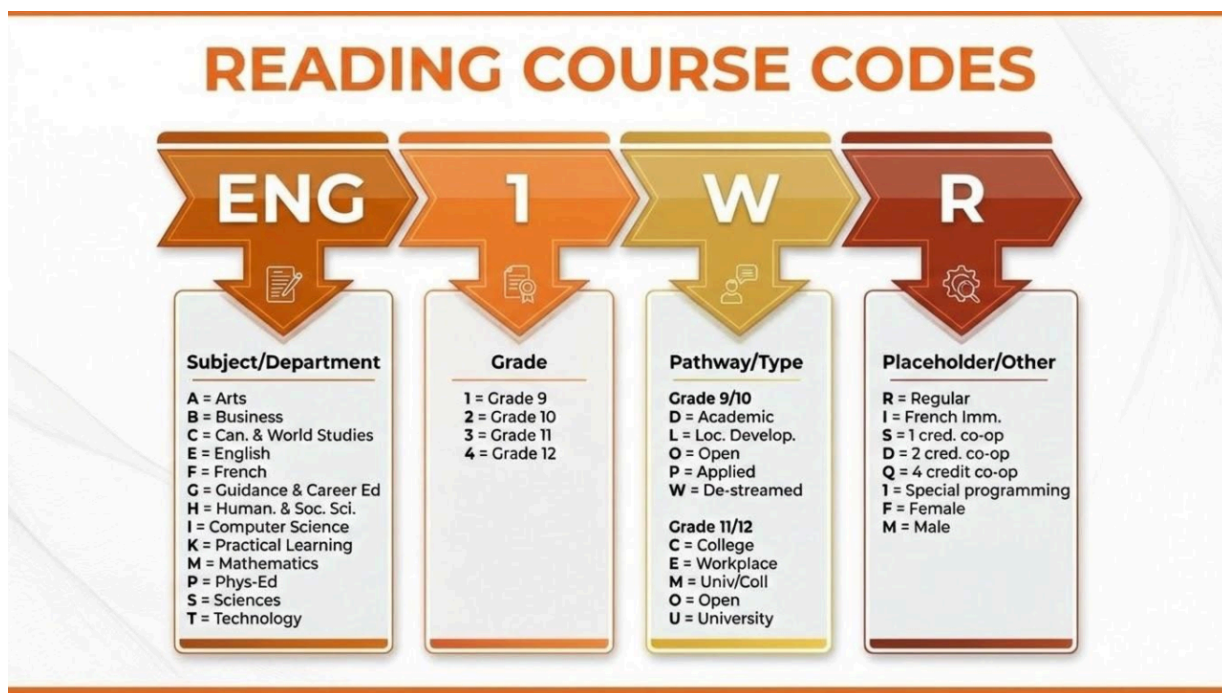 READING COURSE CODES
ENG
1
W
R
Subject/Department
A = Arts
B = Business
C = Can. & World Studies
E = English
F = French
G = Guidance & Career Ed
H = Human. & Soc. Sci.
I = Computer Science
K = Practical Learning
M = Mathematics
P = Phys-Ed
S = Sciences
T = Technology
Grade
1 = Grade 9
2 = Grade 10
3 = Grade 11
4 = Grade 12
Pathway/Type
Grade 9/10
D = Academic
L = Loc. Develop.
O = Open
P = Applied
W = De-streamed
Grade 11/12
C = College
E = Workplace
M = Univ/Coll
O = Open
U = University
Placeholder/Other
R = Regular
I = French Imm.
S = 1 cred. co-op
D = 2 cred. co-op
Q = 4 credit co-op
1 = Special programming
F = Female
M = Male